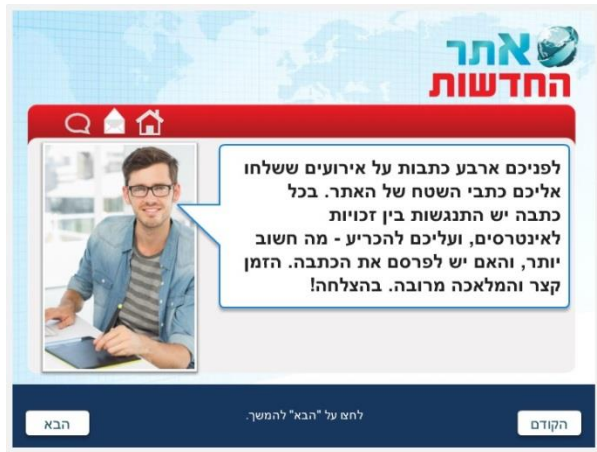 אתר
החדשות
לפניכם ארבע כתבות על אירועים ששלחו
אליכם כתבי השטח של האתר. בכל
כתבה יש התנגשות בין זכויות
לאינטרסים, ועליכם להכריע - מה חשוב
יותר, והאם יש לפרסם את הכתבה. הזמן
קצר והמלאכה מרובה. בהצלחה!
הקודם
לחצו על "הבא" להמשך.
הבא